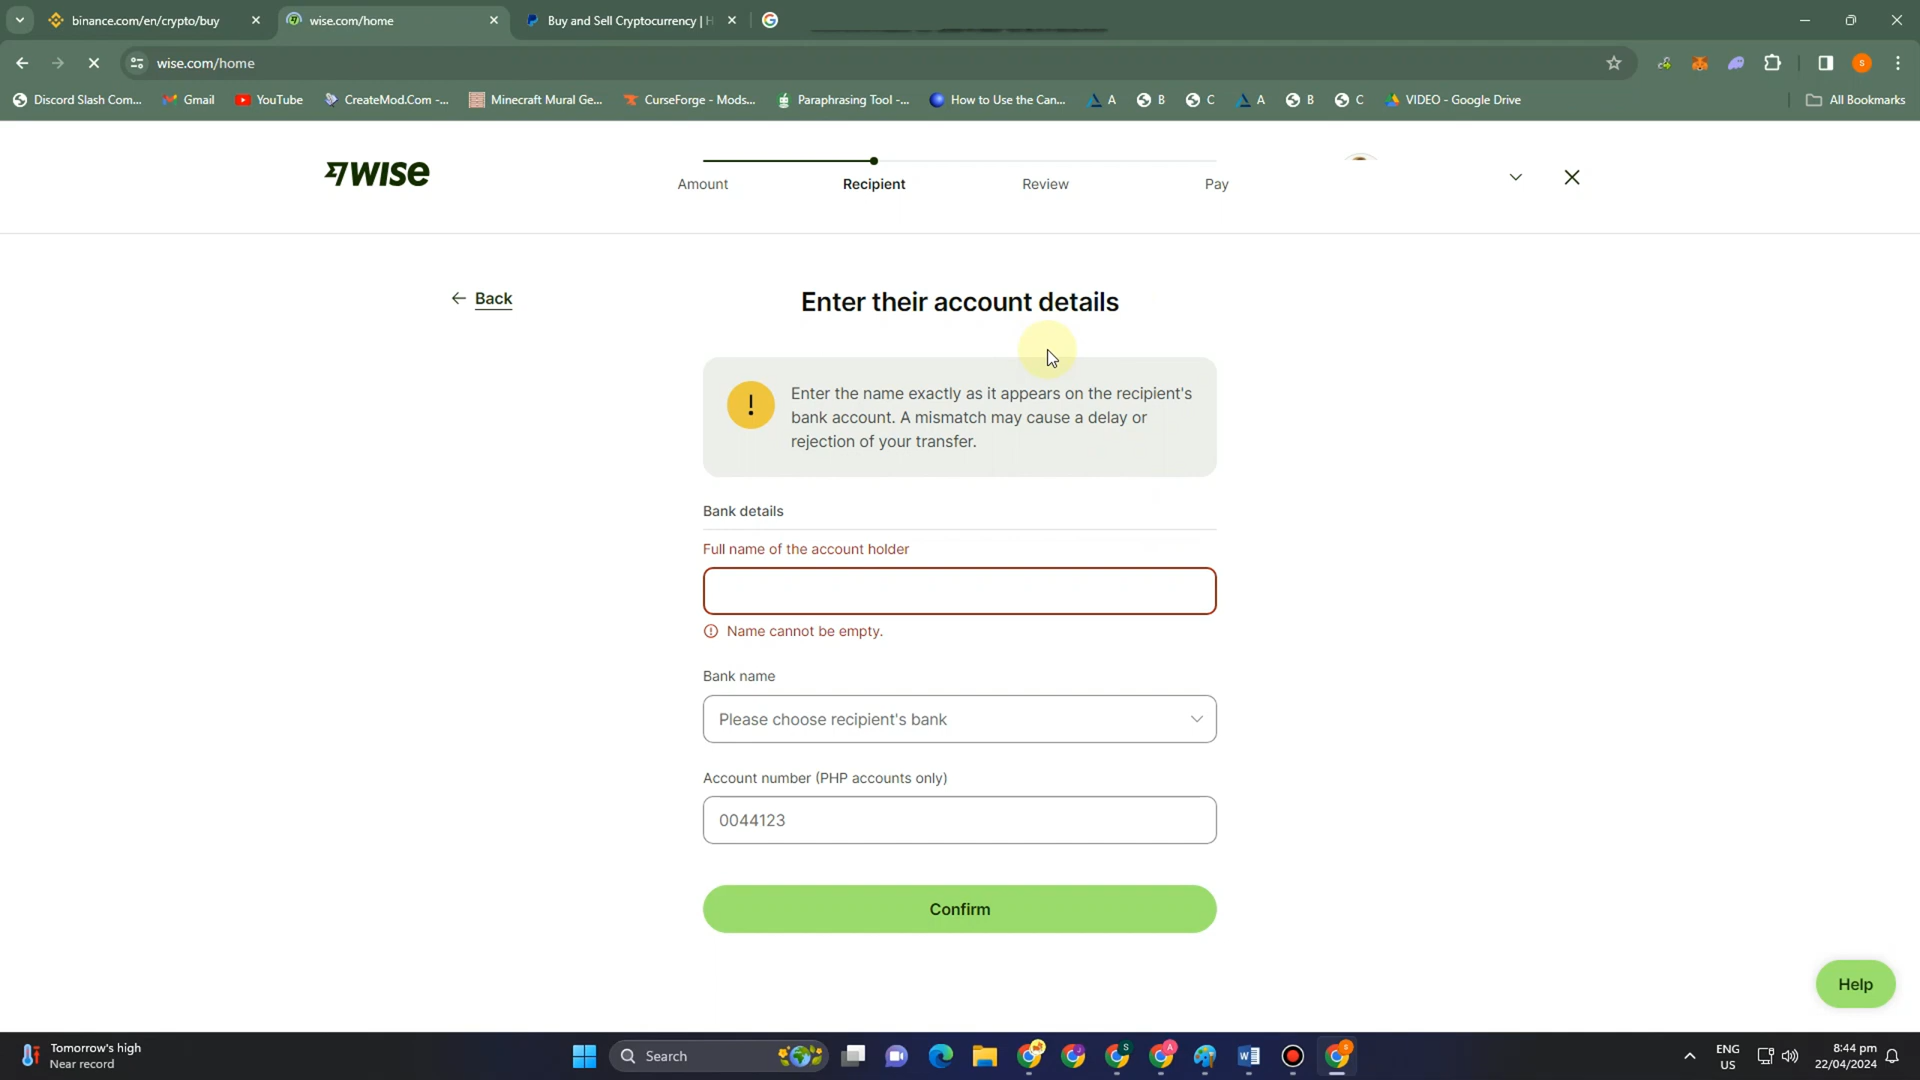 binance.com/en/crypto/buy
wise.com/home
Buy and Sell Cryptocurrency |
wise.com/home
Discord Slash Com...
Gmail
YouTube
CreateMod.Com -...
Minecraft Mural Ge...
CurseForge - Mods...
Paraphrasing Tool -...
How to Use the Can...
A
B
C
A
B
C
VIDEO - Google Drive
All Bookmarks
WISE
Amount
Recipient
Review
Pay
Back
Enter their account details
Enter the name exactly as it appears on the recipient's
bank account. A mismatch may cause a delay or
rejection of your transfer.
Bank details
Full name of the account holder
Name cannot be empty.
Bank name
Please choose recipient's bank
Account number (PHP accounts only)
0044123
Confirm
Help
Tomorrow's high
Near record
Search
ENG
US
8:44 pm
22/04/2024